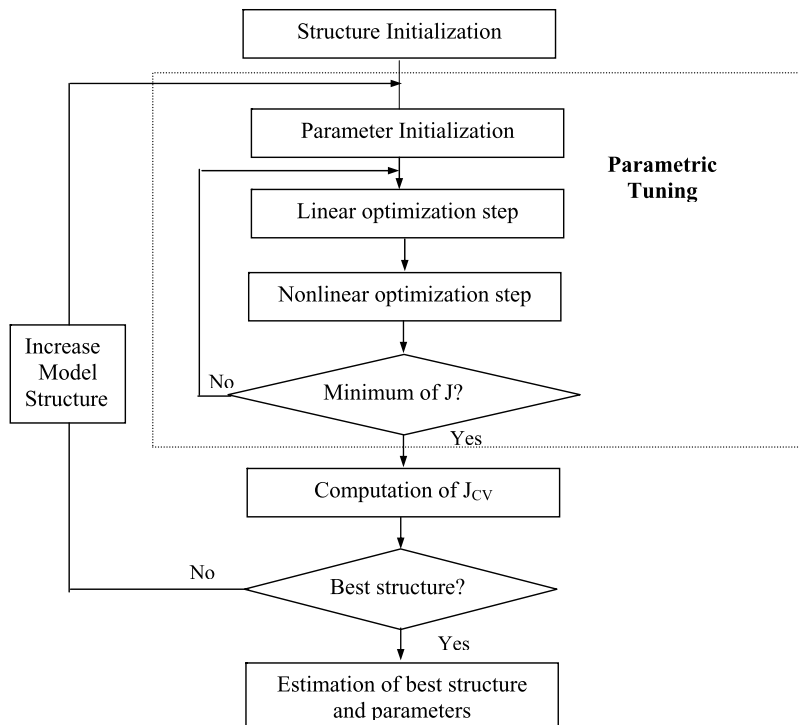 Structure Initialization
Parameter Initialization
Parametric
Tuning
Linear optimization step
Nonlinear optimization step
Increase
Model
Structure
No
Minimum of J?
Yes
Computation of J_CV
No
Best structure?
Yes
Estimation of best structure
and parameters